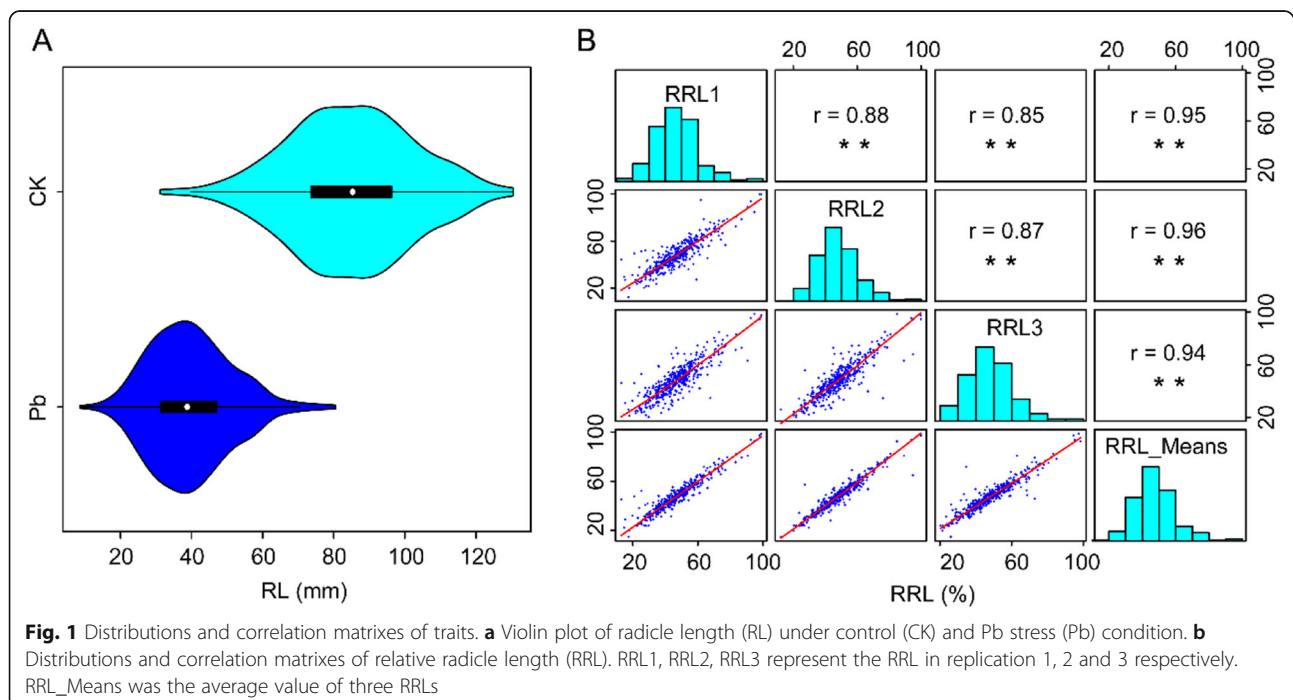 A
CK
Pb
20 40 60 80 100 120
RL (mm)
B
20 60 100 20 60 100
RRL1
r = 0.88
* *
r = 0.85
* *
r = 0.95
* *
20 60 100
20 60 100
RRL2
r = 0.87
* *
r = 0.96
* *
RRL3
r = 0.94
* *
20 60 100
20 60 100
RRL_Means
20 60 100 20 60 100
RRL (%)
Fig. 1 Distributions and correlation matrixes of traits. a Violin plot of radicle length (RL) under control (CK) and Pb stress (Pb) condition. b
Distributions and correlation matrixes of relative radicle length (RRL). RRL1, RRL2, RRL3 represent the RRL in replication 1, 2 and 3 respectively.
RRL_Means was the average value of three RRLs